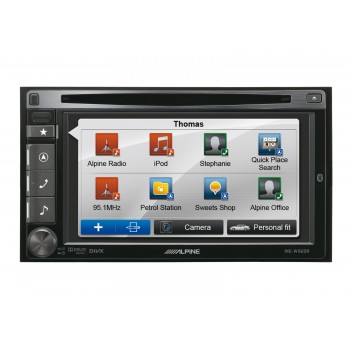 Thomas
Alpine Radio
iPod
Stephanie
Quick Place
Search
95.1MHz
Petrol Station
Sweets Shop
Alpine Office
Camera
Personal fit
DivX
ALPINE